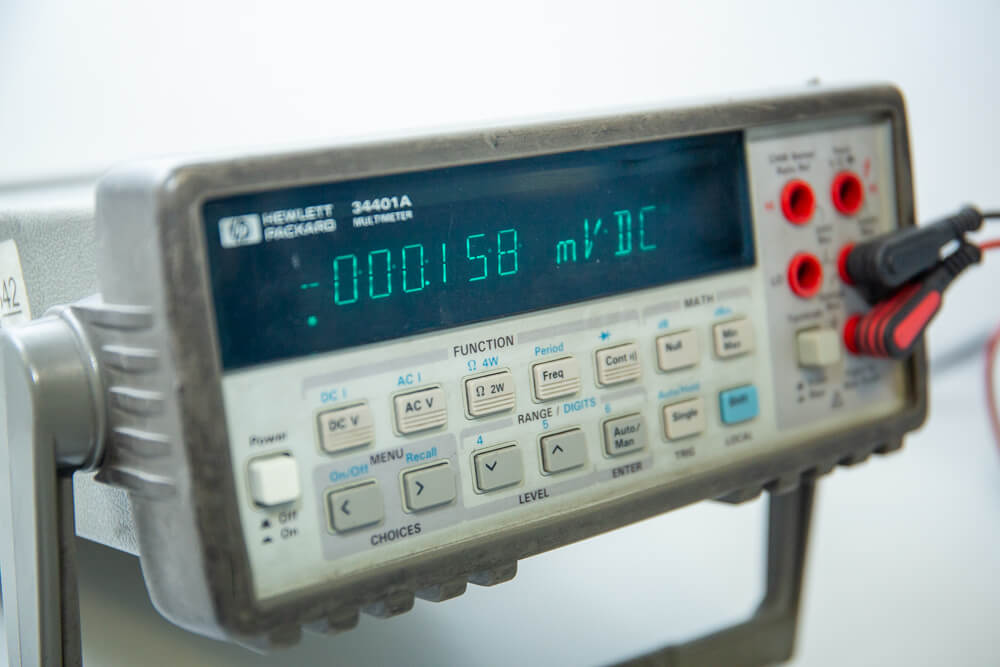 hp HEWLETT PACKARD
34401A
MULTIMETER
-000.158 mVDC
FUNCTION
MATH
DC I
AC I
Ω 4W
Period
dB
DC V
AC V
Ω 2W
Freq
Cont
Null
Min Max
MENU
RANGE / DIGITS
Auto/Hold
On/Off
Recall
4
5
6
<
>
Auto/ Man
Single
Shift
CHOICES
LEVEL
ENTER
TRIG
LOCAL
Power
Off
On
42